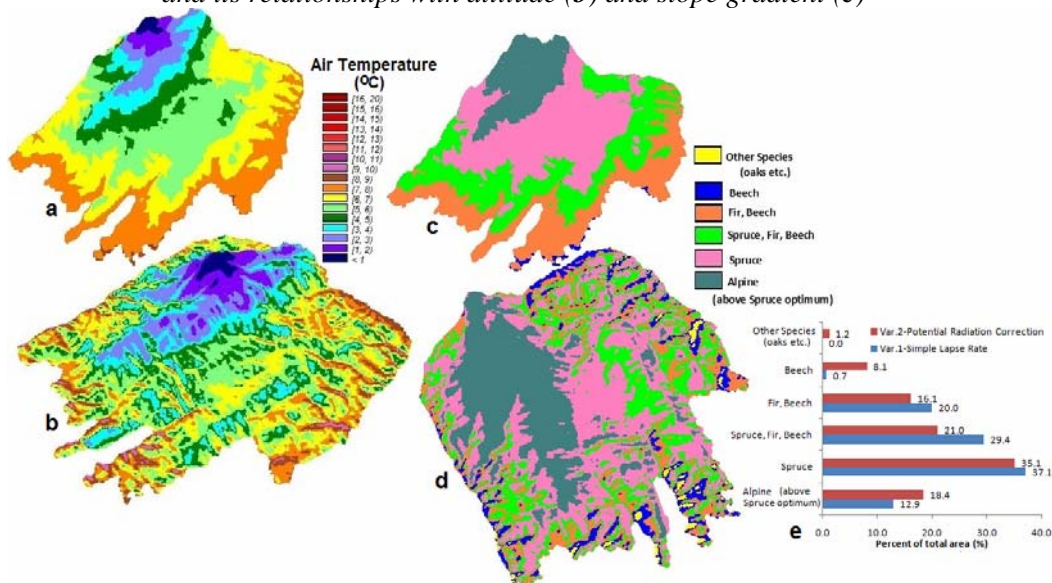 and its relationships with altitude (b) and slope gradient (c)
Air Temperature
(⁰C)
[16, 20)
[15, 16)
[14, 15)
[13, 14)
[12, 13)
[11, 12)
[10, 11)
[9, 10)
[8, 9)
[7, 8)
[6, 7)
[5, 6)
[4, 5)
[3, 4)
[2, 3)
[1, 2)
< 1
a
b
c
d
Other Species
(oaks etc.)
Beech
Fir, Beech
Spruce, Fir, Beech
Spruce
Alpine
(above Spruce optimum)
Var.2-Potential Radiation Correction
Var.1-Simple Lapse Rate
Other Species
(oaks etc.)
1.2
0.0
Beech
8.1
0.7
Fir, Beech
16.1
20.0
Spruce, Fir, Beech
21.0
29.4
Spruce
35.1
37.1
Alpine (above
Spruce optimum)
18.4
12.9
e
0.0 10.0 20.0 30.0 40.0
Percent of total area (%)